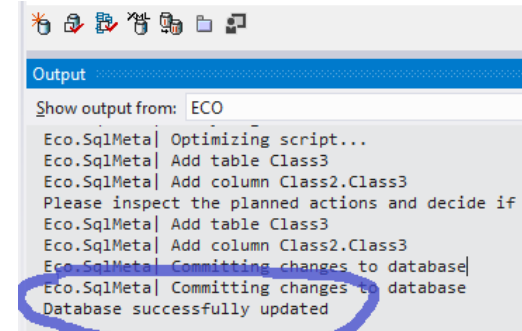 Output
Show output from: ECO
Eco.SqlMeta| Optimizing script...
Eco.SqlMeta| Add table Class3
Eco.SqlMeta| Add column Class2.Class3
Please inspect the planned actions and decide if
Eco.SqlMeta| Add table Class3
Eco.SqlMeta| Add column Class2.Class3
Eco.SqlMeta| Committing changes to database
Eco.SqlMeta| Committing changes to database
Database successfully updated